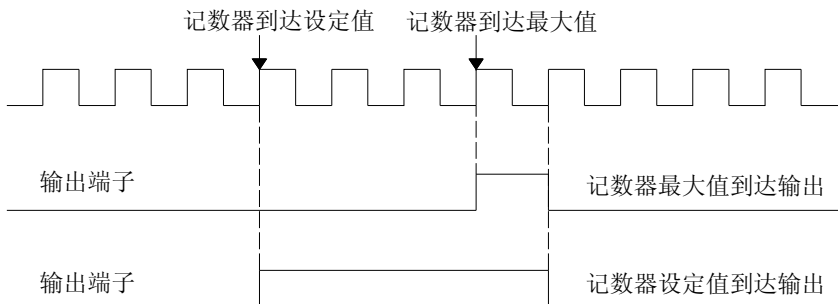 记数器到达设定值 记数器到达最大值
输出端子 记数器最大值到达输出
输出端子 记数器设定值到达输出